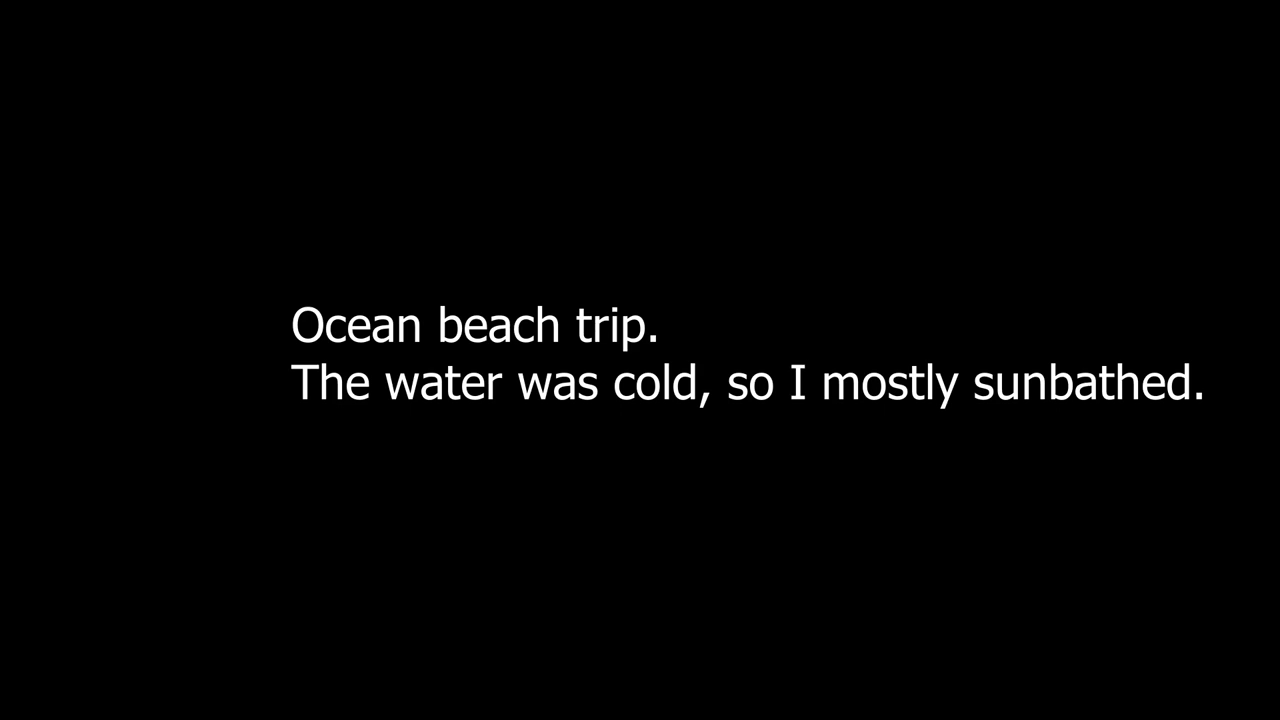 Ocean beach trip.
The water was cold, so I mostly sunbathed.